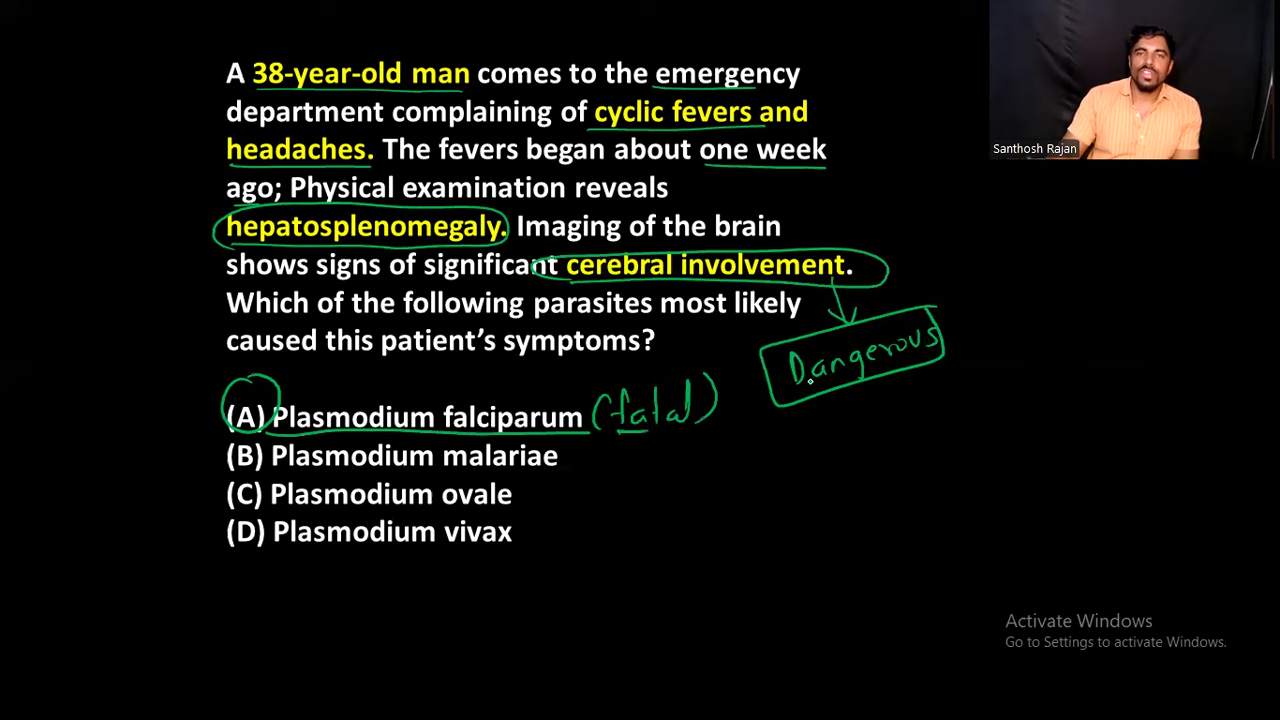 A 38-year-old man comes to the emergency
department complaining of cyclic fevers and
headaches. The fevers began about one week
ago; Physical examination reveals
hepatosplenomegaly. Imaging of the brain
shows signs of significant cerebral involvement.
Which of the following parasites most likely
caused this patient's symptoms?
Dangerous
(A) Plasmodium falciparum (fatal)
(B) Plasmodium malariae
(C) Plasmodium ovale
(D) Plasmodium vivax
Santhosh Rajan
Activate Windows
Go to Settings to activate Windows.